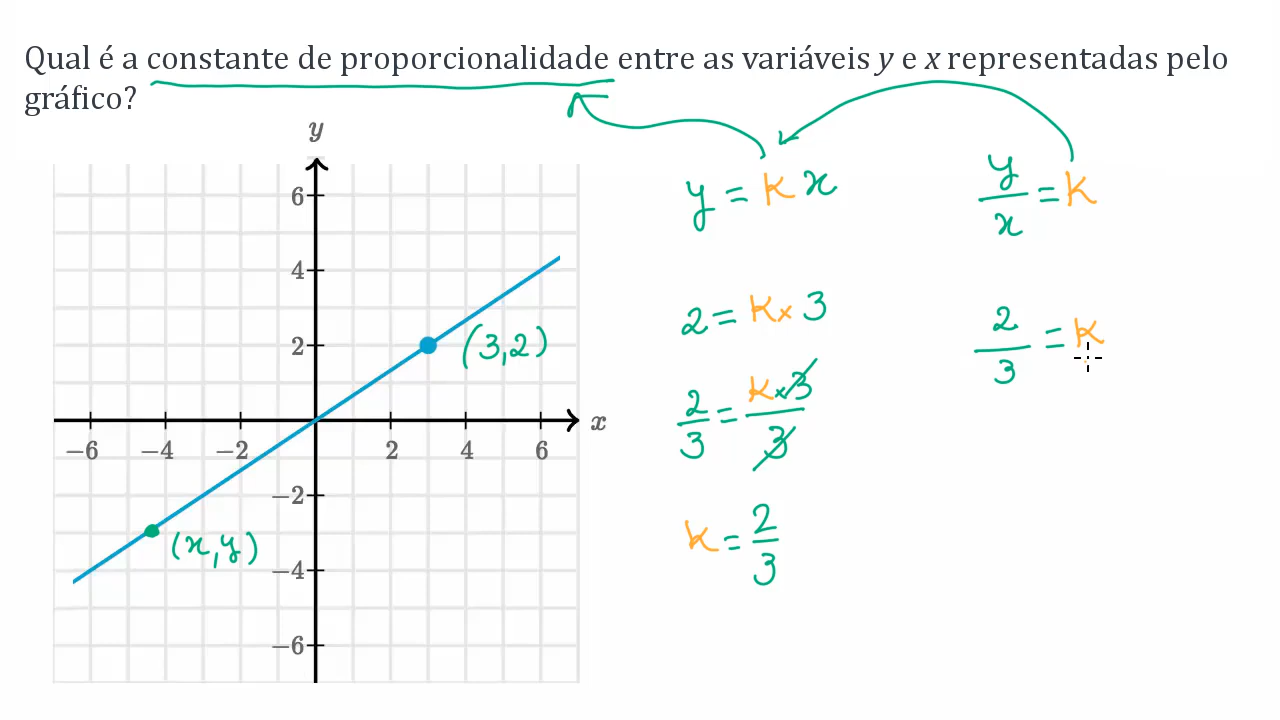 Qual é a constante de proporcionalidade entre as variáveis y e x representadas pelo
gráfico?
y
6
4
2
−2
−4
−6
−6 −4 −2 2 4 6
x
(3,2)
(x,y)
y = k x
2 = k × 3
2/3 = k × 3/3
k = 2/3
y/x = k
2/3 = k